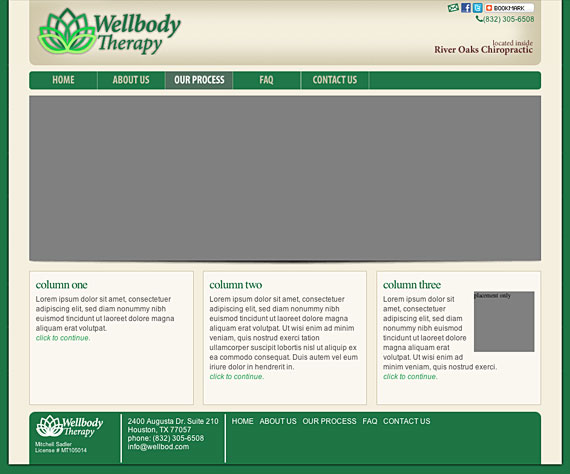 Wellbody
Therapy
BOOKMARK
(832) 305-6508
located inside
River Oaks Chiropractic
HOME
ABOUT US
OUR PROCESS
FAQ
CONTACT US
column one
Lorem ipsum dolor sit amet, consectetuer
adipiscing elit, sed diam nonummy nibh
euismod tincidunt ut laoreet dolore magna
aliquam erat volutpat.
click to continue.
column two
Lorem ipsum dolor sit amet, consectetuer
adipiscing elit, sed diam nonummy nibh
euismod tincidunt ut laoreet dolore magna
aliquam erat volutpat. Ut wisi enim ad minim
veniam, quis nostrud exerci tation
ullamcorper suscipit lobortis nisl ut aliquip ex
ea commodo consequat. Duis autem vel eum
iriure dolor in hendrerit in.
click to continue.
column three
Lorem ipsum dolor sit
amet, consectetuer
adipiscing elit, sed diam
nonummy nibh euismod
tincidunt ut laoreet
dolore magna aliquam
erat volutpat. Ut wisi enim ad
minim veniam, quis nostrud exerci.
click to continue.
placement only
Wellbody
Therapy
Mitchell Sadler
License # MT105014
2400 Augusta Dr. Suite 210
Houston, TX 77057
phone: (832) 305-6508
info@wellbod.com
HOME ABOUT US OUR PROCESS FAQ CONTACT US